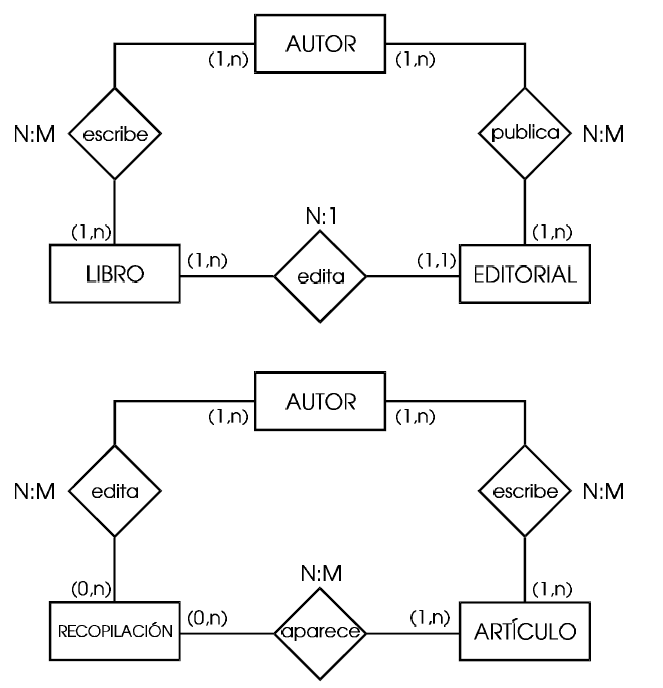 AUTOR
(1,n) (1,n)
N:M escribe publica N:M
N:1
(1,n) (1,n)
LIBRO (1,n) edita (1,1) EDITORIAL
AUTOR
(1,n) (1,n)
N:M edita escribe N:M
N:M
(0,n) (1,n)
RECOPILACIÓN (0,n) aparece (1,n) ARTÍCULO